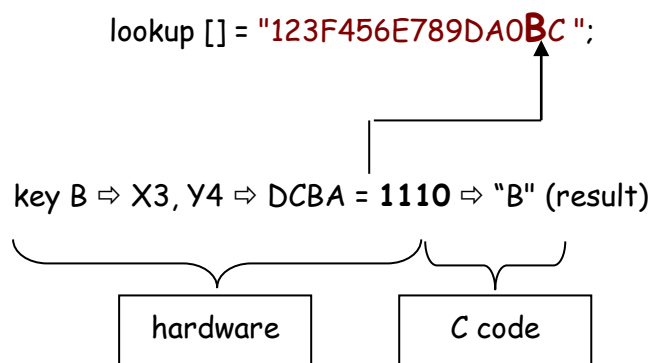 lookup [] = "123F456E789DA0BC ";
key B ⇨ X3, Y4 ⇨ DCBA = 1110 ⇨ “B" (result)
hardware
C code